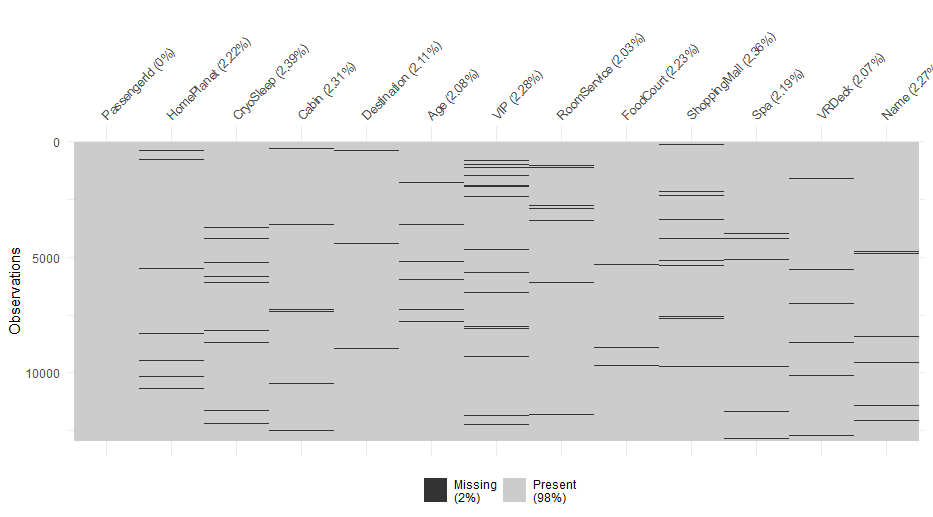 PassengerId (0%)
HomePlanet (2.22%)
CryoSleep (2.39%)
Cabin (2.31%)
Destination (2.11%)
Age (2.08%)
VIP (2.28%)
RoomService (2.03%)
FoodCourt (2.23%)
ShoppingMall (2.36%)
Spa (2.19%)
VRDeck (2.07%)
Name (2.27%
0
5000
10000
Observations
Missing
(2%)
Present
(98%)